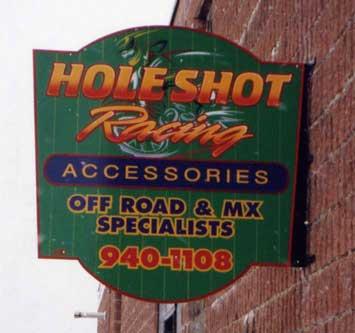 HOLE SHOT
Racing
ACCESSORIES
OFF ROAD & MX
SPECIALISTS
940-1108